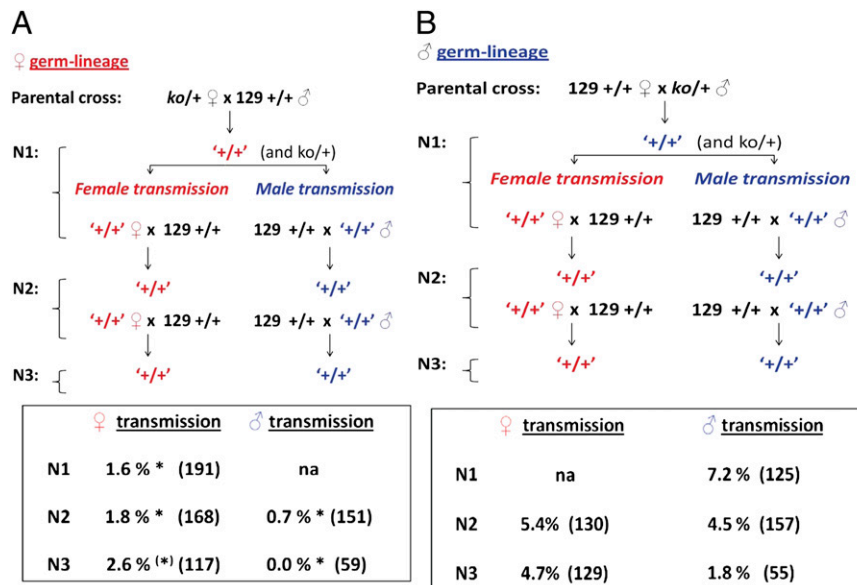 A
♀ germ-lineage
Parental cross: ko/+ ♀ x 129 +/+ ♂
N1: '+/+' (and ko/+)
Female transmission Male transmission
'+/+' ♀ x 129 +/+ 129 +/+ x '+/+' ♂
N2: '+/+' '+/+'
'+/+' ♀ x 129 +/+ 129 +/+ x '+/+' ♂
N3: '+/+' '+/+'
♀ transmission ♂ transmission
N1 1.6 % * (191) na
N2 1.8 % * (168) 0.7 % * (151)
N3 2.6 % (*) (117) 0.0 % * (59)
B
♂ germ-lineage
Parental cross: 129 +/+ ♀ x ko/+ ♂
N1: '+/+' (and ko/+)
Female transmission Male transmission
'+/+' ♀ x 129 +/+ 129 +/+ x '+/+' ♂
N2: '+/+' '+/+'
'+/+' ♀ x 129 +/+ 129 +/+ x '+/+' ♂
N3: '+/+' '+/+'
♀ transmission ♂ transmission
N1 na 7.2 % (125)
N2 5.4% (130) 4.5 % (157)
N3 4.7% (129) 1.8 % (55)